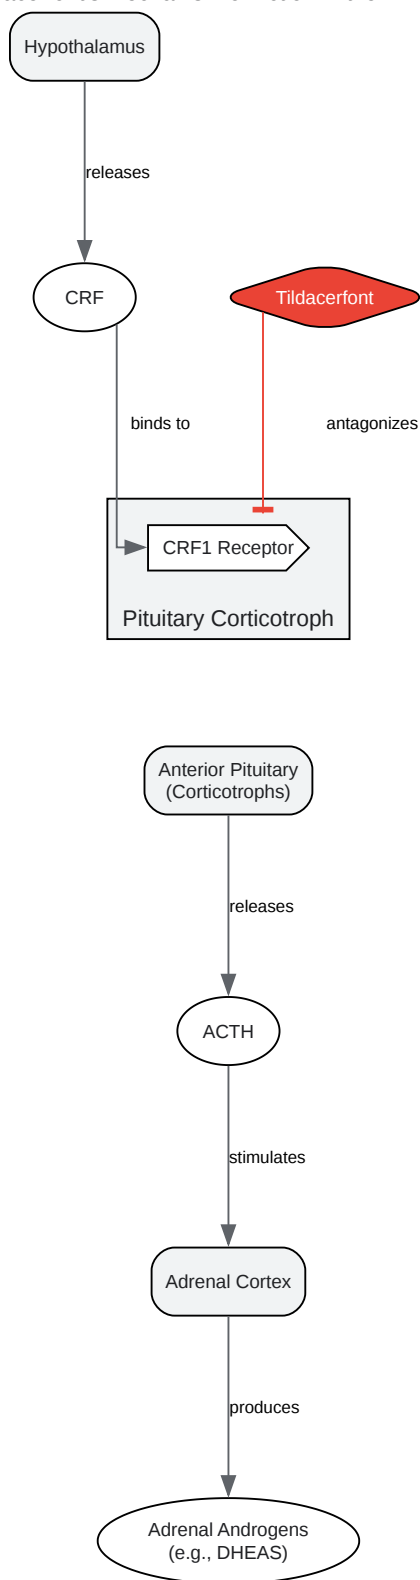 Hypothalamus
releases
CRF
Tildacerfont
binds to
antagonizes
CRF1 Receptor
Pituitary Corticotroph
Anterior Pituitary
(Corticotrophs)
releases
ACTH
stimulates
Adrenal Cortex
produces
Adrenal Androgens
(e.g., DHEAS)